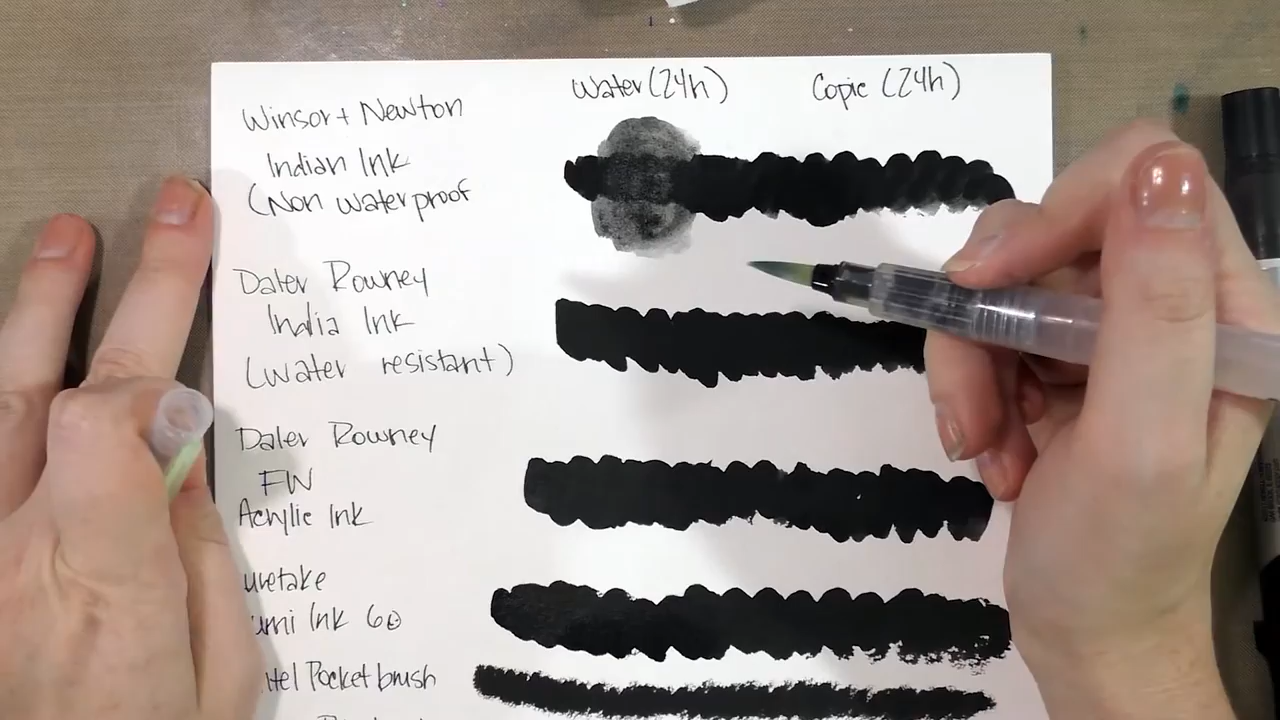 Water (24h) Copic (24h)
Winsor + Newton
Indian Ink
(Non waterproof
Daler Rowney
India Ink
(water resistant)
Daler Rowney
FW
Acrylic Ink
uretake
umi Ink 60
ntel Pocket brush